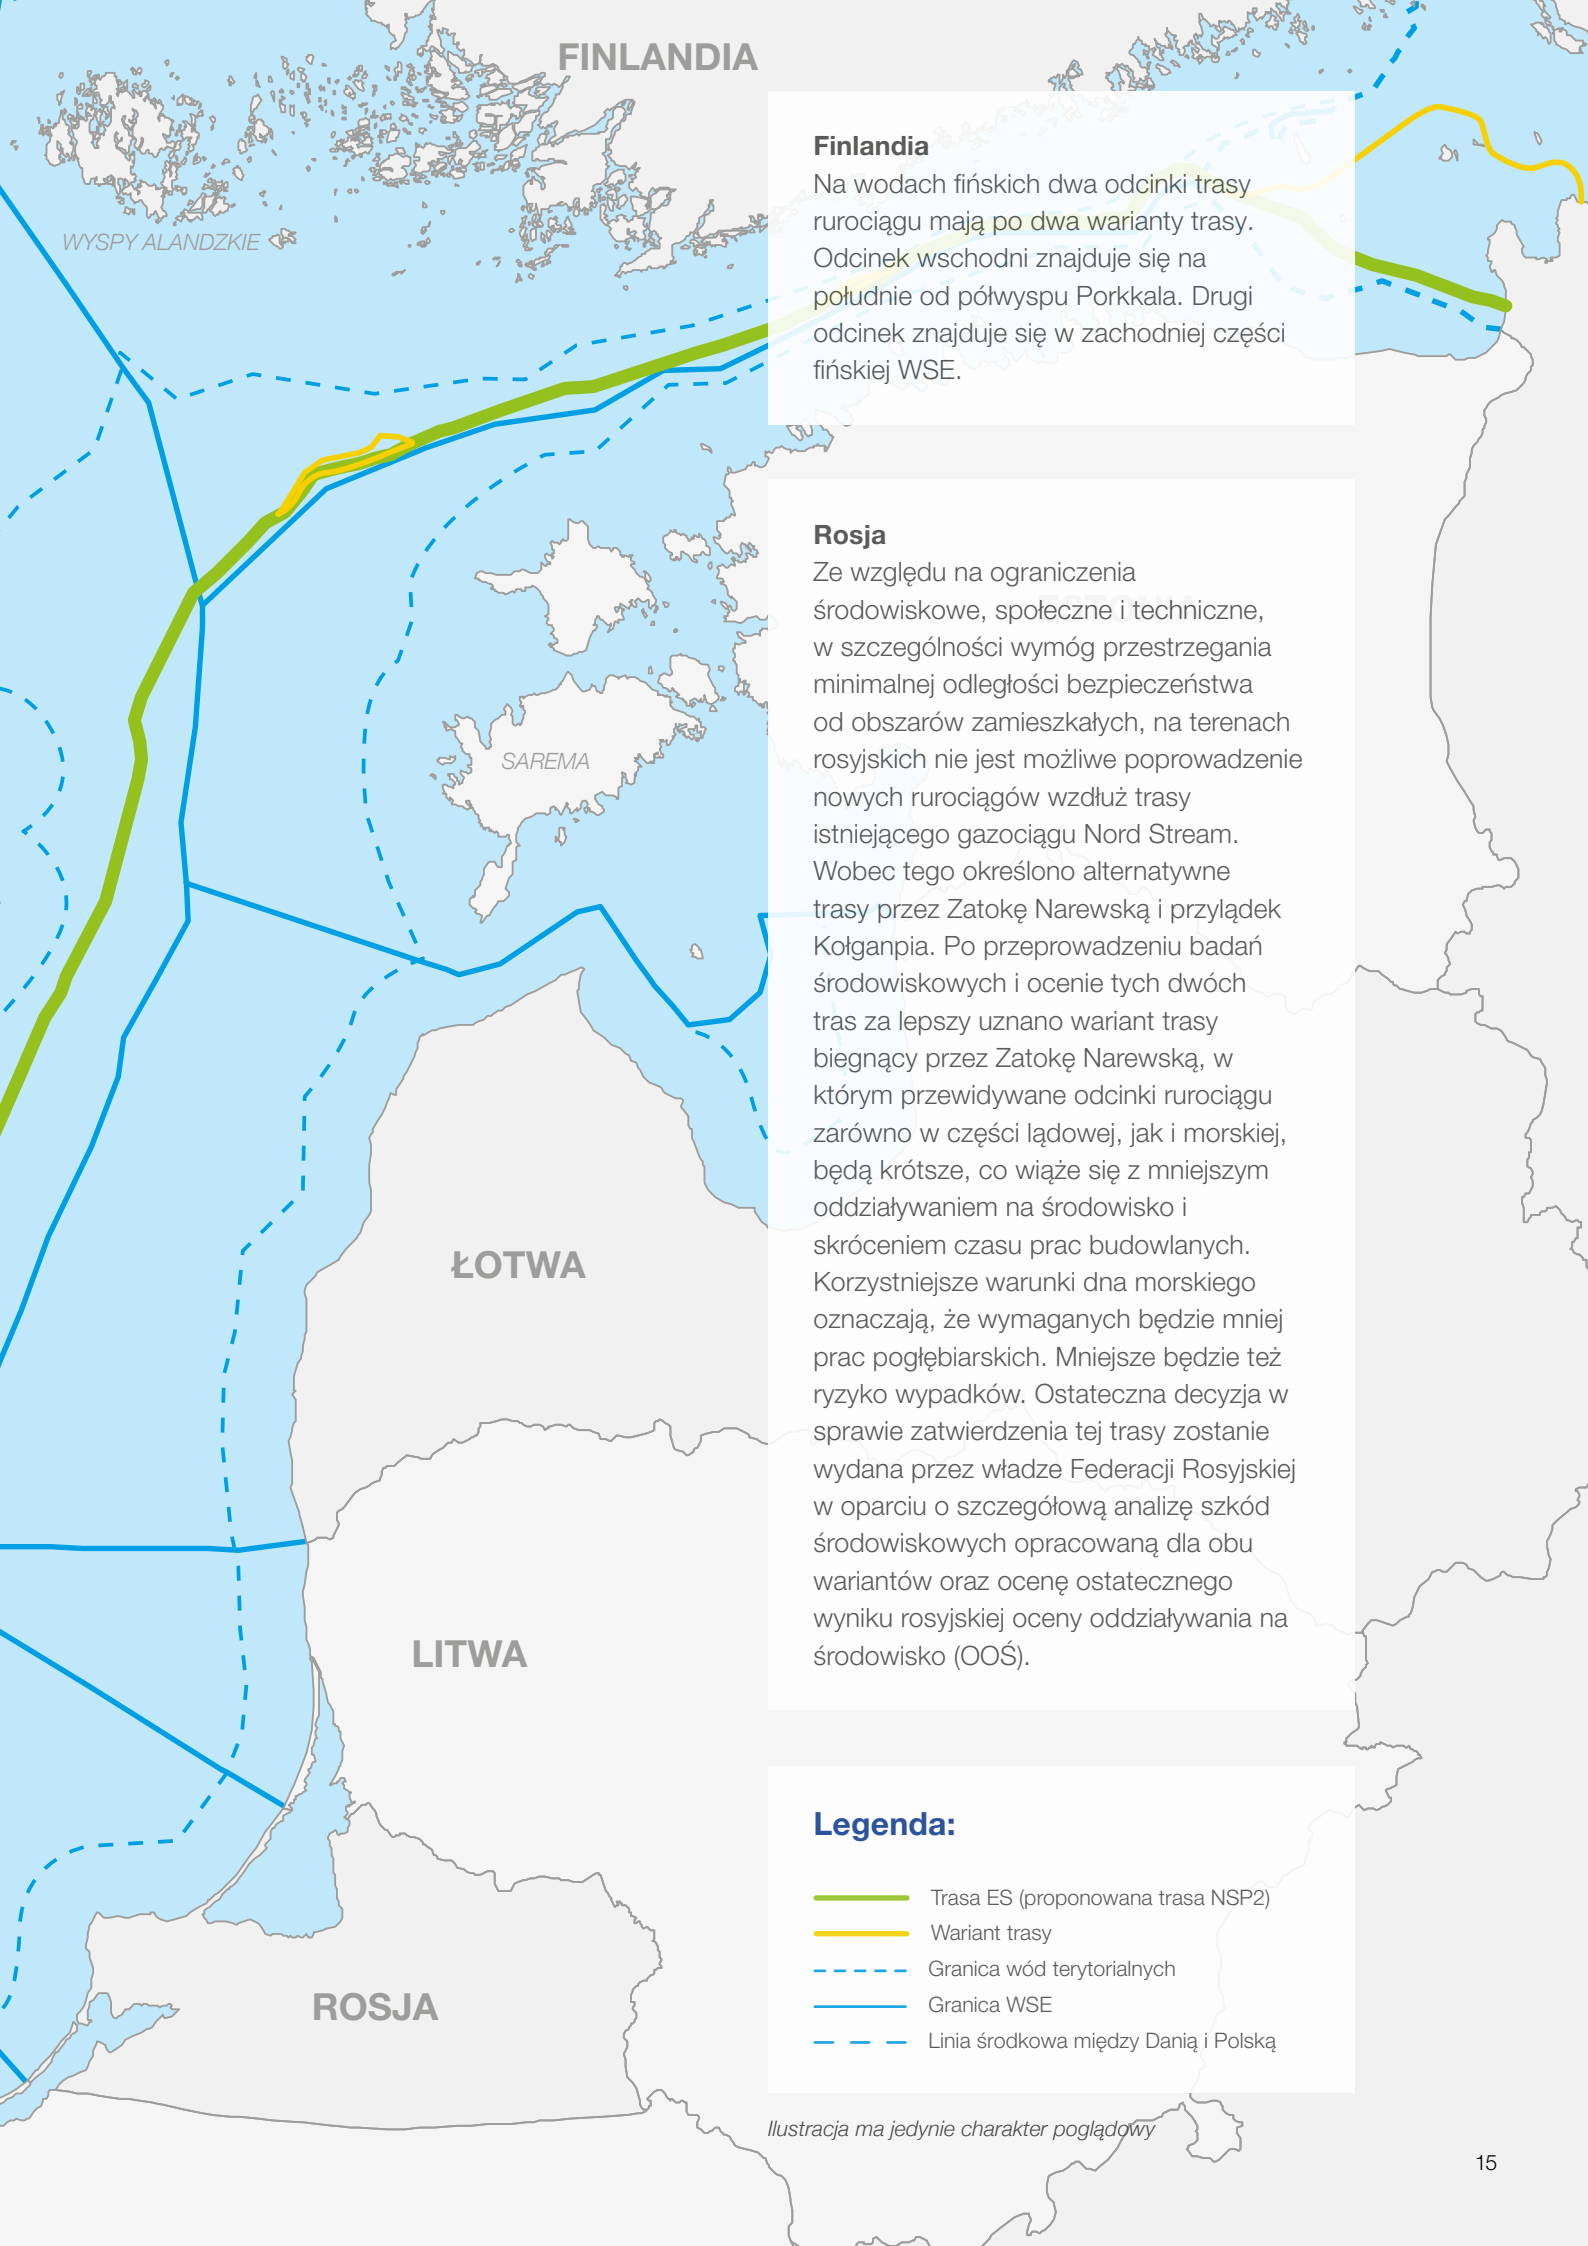 FINLANDIA
WYSPY ALANDZKIE
Finlandia
Na wodach fińskich dwa odcinki trasy
rurociągu mają po dwa warianty trasy.
Odcinek wschodni znajduje się na
południe od półwyspu Porkkala. Drugi
odcinek znajduje się w zachodniej części
fińskiej WSE.
ESTONIA
SAREMA
Rosja
Ze względu na ograniczenia
środowiskowe, społeczne i techniczne,
w szczególności wymóg przestrzegania
minimalnej odległości bezpieczeństwa
od obszarów zamieszkałych, na terenach
rosyjskich nie jest możliwe poprowadzenie
nowych rurociągów wzdłuż trasy
istniejącego gazociągu Nord Stream.
Wobec tego określono alternatywne
trasy przez Zatokę Narewską i przylądek
Kołganpia. Po przeprowadzeniu badań
środowiskowych i ocenie tych dwóch
tras za lepszy uznano wariant trasy
biegnący przez Zatokę Narewską, w
którym przewidywane odcinki rurociągu
zarówno w części lądowej, jak i morskiej,
będą krótsze, co wiąże się z mniejszym
oddziaływaniem na środowisko i
skróceniem czasu prac budowlanych.
Korzystniejsze warunki dna morskiego
oznaczają, że wymaganych będzie mniej
prac pogłębiarskich. Mniejsze będzie też
ryzyko wypadków. Ostateczna decyzja w
sprawie zatwierdzenia tej trasy zostanie
wydana przez władze Federacji Rosyjskiej
w oparciu o szczegółową analizę szkód
środowiskowych opracowaną dla obu
wariantów oraz ocenę ostatecznego
wyniku rosyjskiej oceny oddziaływania na
środowisko (OOŚ).
ŁOTWA
LITWA
ROSJA
Legenda:
Trasa ES (proponowana trasa NSP2)
Wariant trasy
Granica wód terytorialnych
Granica WSE
Linia środkowa między Danią i Polską
Ilustracja ma jedynie charakter poglądowy
15